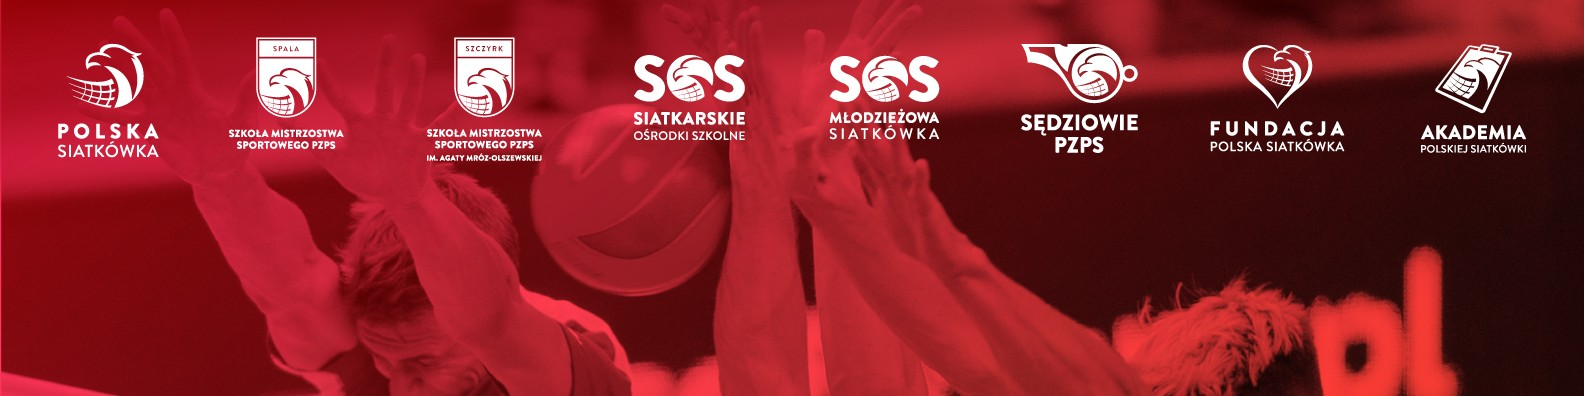 POLSKA
SIATKÓWKA
SPAŁA
SZKOŁA MISTRZOSTWA
SPORTOWEGO PZPS
SZCZYRK
SZKOŁA MISTRZOSTWA
SPORTOWEGO PZPS
IM. AGATY MRÓZ-OLSZEWSKIEJ
SOS
SIATKARSKIE
OŚRODKI SZKOLNE
SOS
MŁODZIEŻOWA
SIATKÓWKA
SĘDZIOWIE
PZPS
FUNDACJA
POLSKA SIATKÓWKA
AKADEMIA
POLSKIEJ SIATKÓWKI